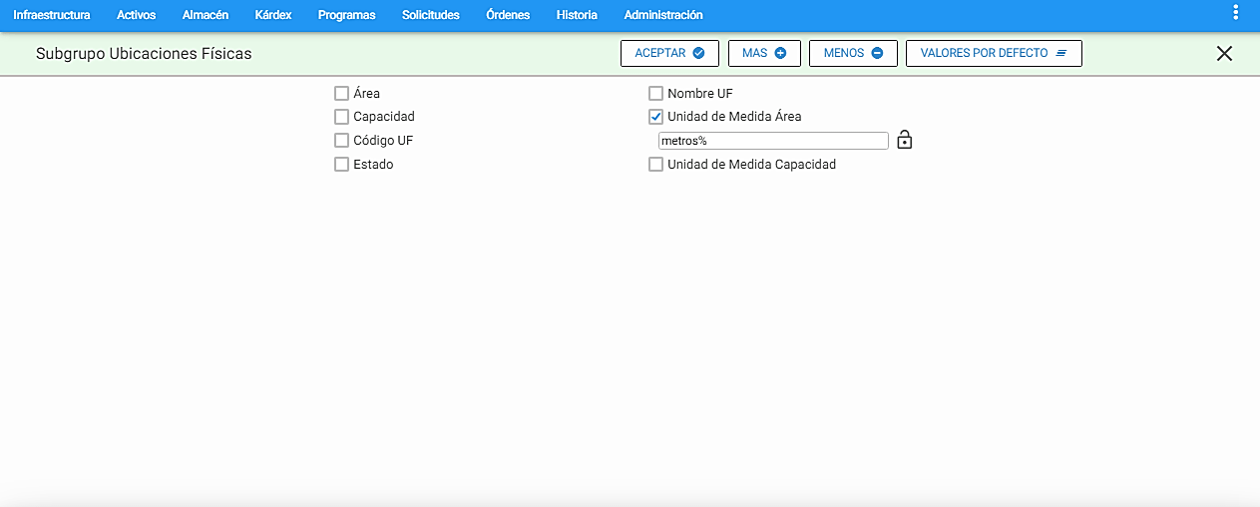 Infraestructura Activos Almacén Kárdex Programas Solicitudes Órdenes Historia Administración
Subgrupo Ubicaciones Físicas ACEPTAR MAS MENOS VALORES POR DEFECTO
Área Nombre UF
Capacidad Unidad de Medida Área
Código UF metros%
Estado Unidad de Medida Capacidad